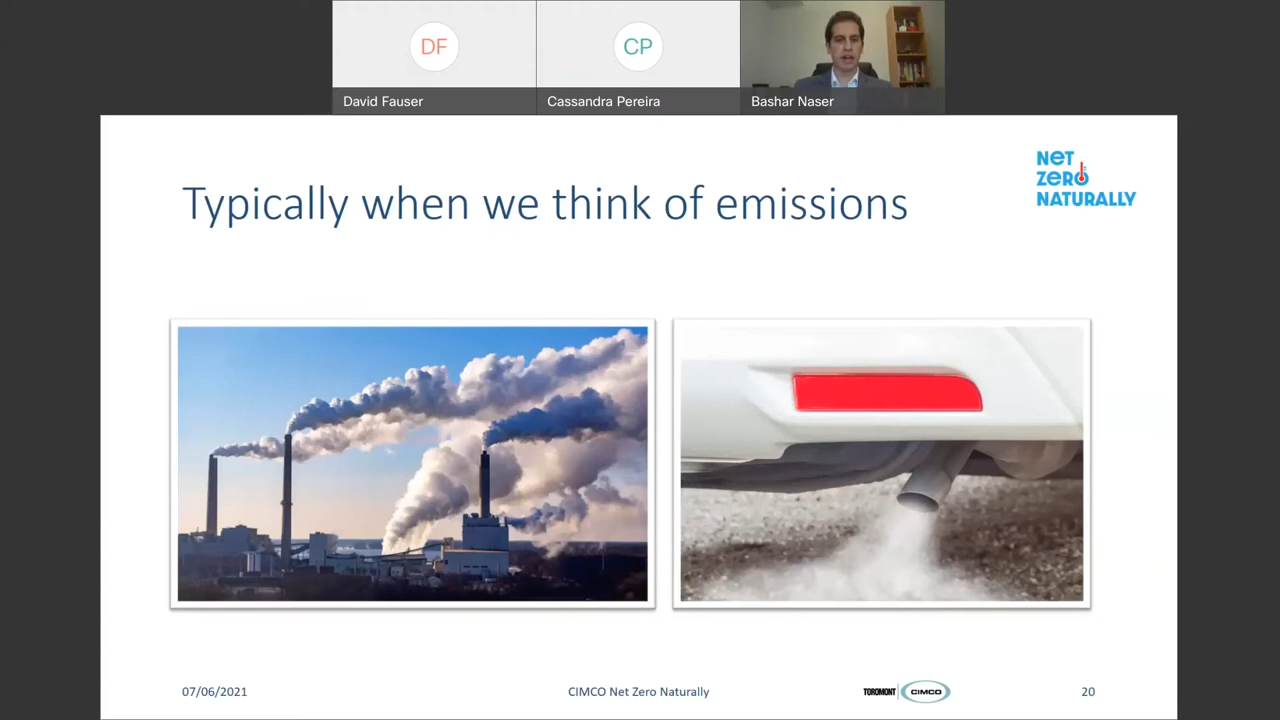 DF
CP
David Fauser
Cassandra Pereira
Bashar Naser
Typically when we think of emissions
NET
ZERO
NATURALLY
07/06/2021
CIMCO Net Zero Naturally
TOROMONT
CIMCO
20